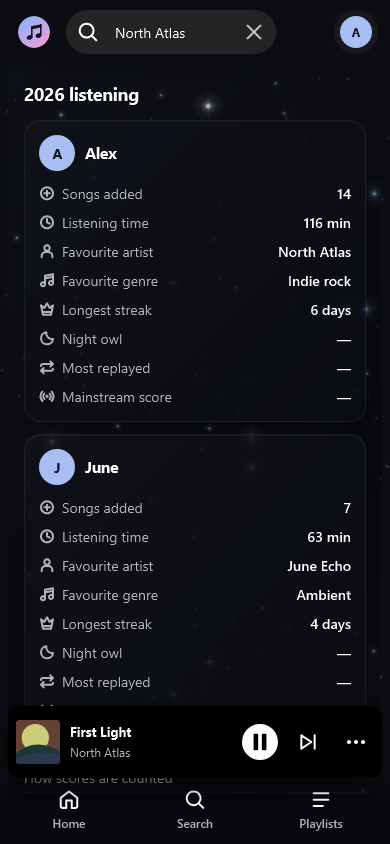 North Atlas
A
2026 listening
A Alex
Songs added 14
Listening time 116 min
Favourite artist North Atlas
Favourite genre Indie rock
Longest streak 6 days
Night owl —
Most replayed —
Mainstream score —
J June
Songs added 7
Listening time 63 min
Favourite artist June Echo
Favourite genre Ambient
Longest streak 4 days
Night owl —
Most replayed —
First Light
North Atlas
How scores are counted
Home Search Playlists